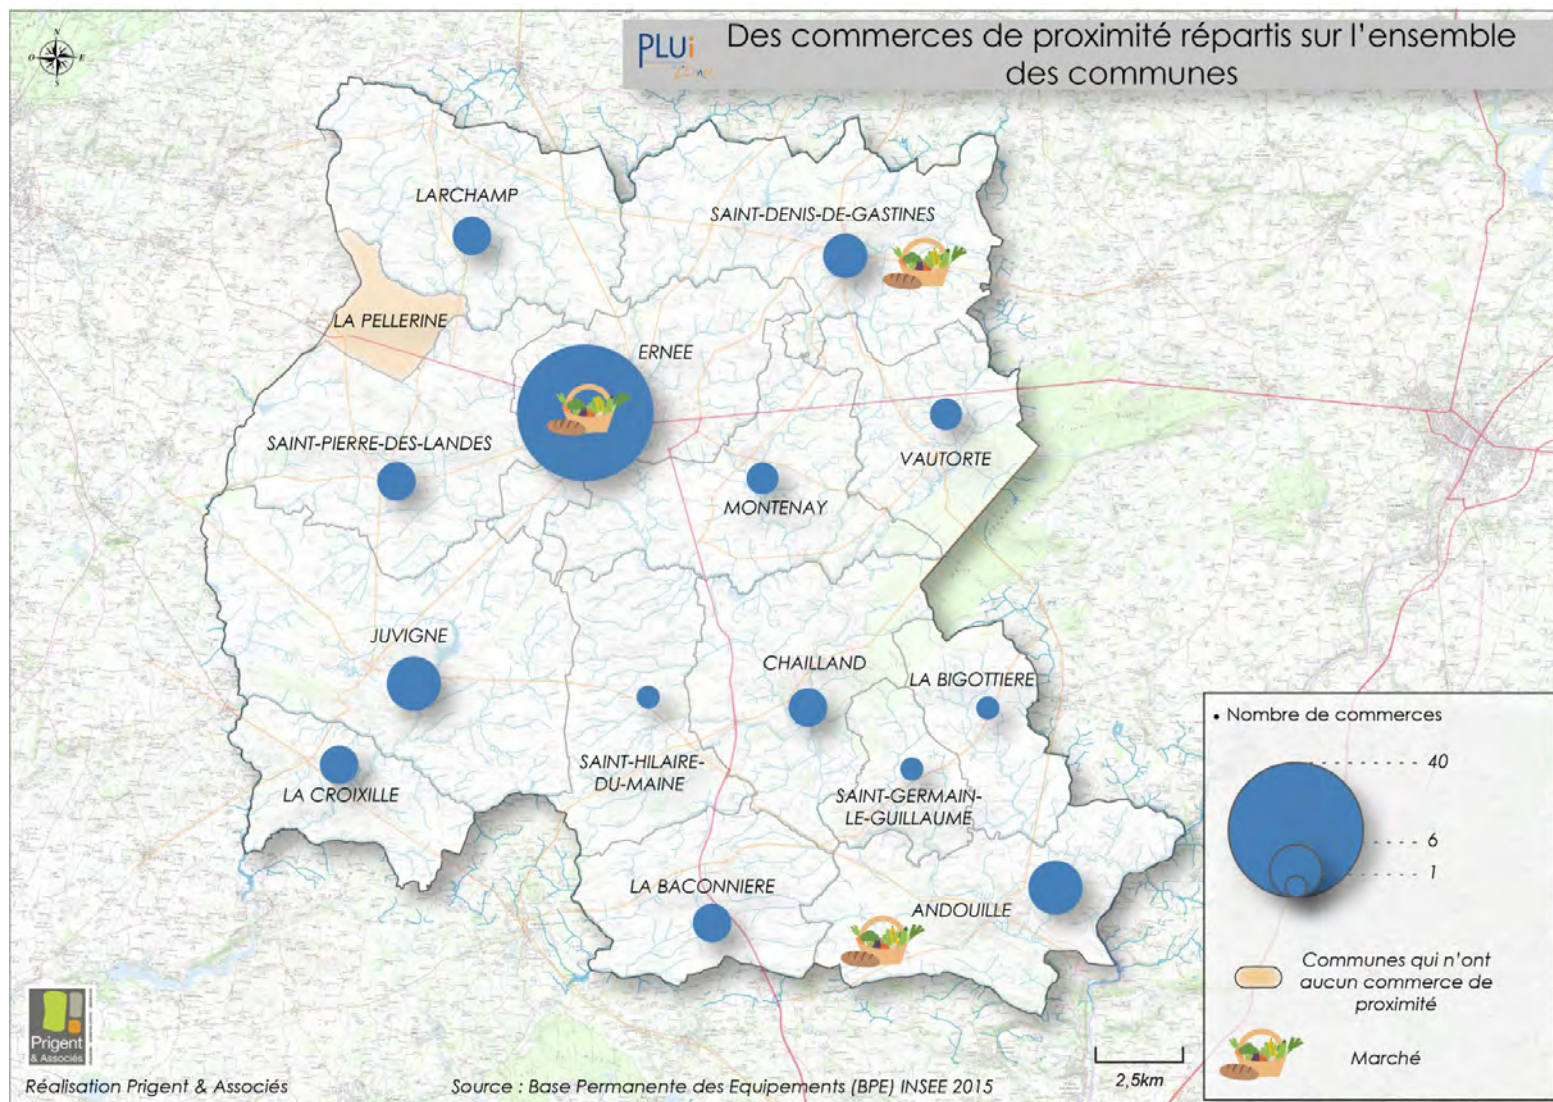 Des commerces de proximité répartis sur l'ensemble
des communes
PLUi
N
O
E
S
LARCHAMP
SAINT-DENIS-DE-GASTINES
LA PELLERINE
ERNEE
SAINT-PIERRE-DES-LANDES
VAUTORTE
MONTENAY
JUVIGNE
CHAILLAND
LA BIGOTTIERE
SAINT-HILAIRE-
DU-MAINE
LA CROIXILLE
SAINT-GERMAIN-
LE-GUILLAUME
LA BACONNIERE
ANDOUILLE
• Nombre de commerces
40
6
1
Communes qui n'ont
aucun commerce de
proximité
Marché
2,5km
Prigent
& Associés
Réalisation Prigent & Associés
Source : Base Permanente des Equipements (BPE) INSEE 2015